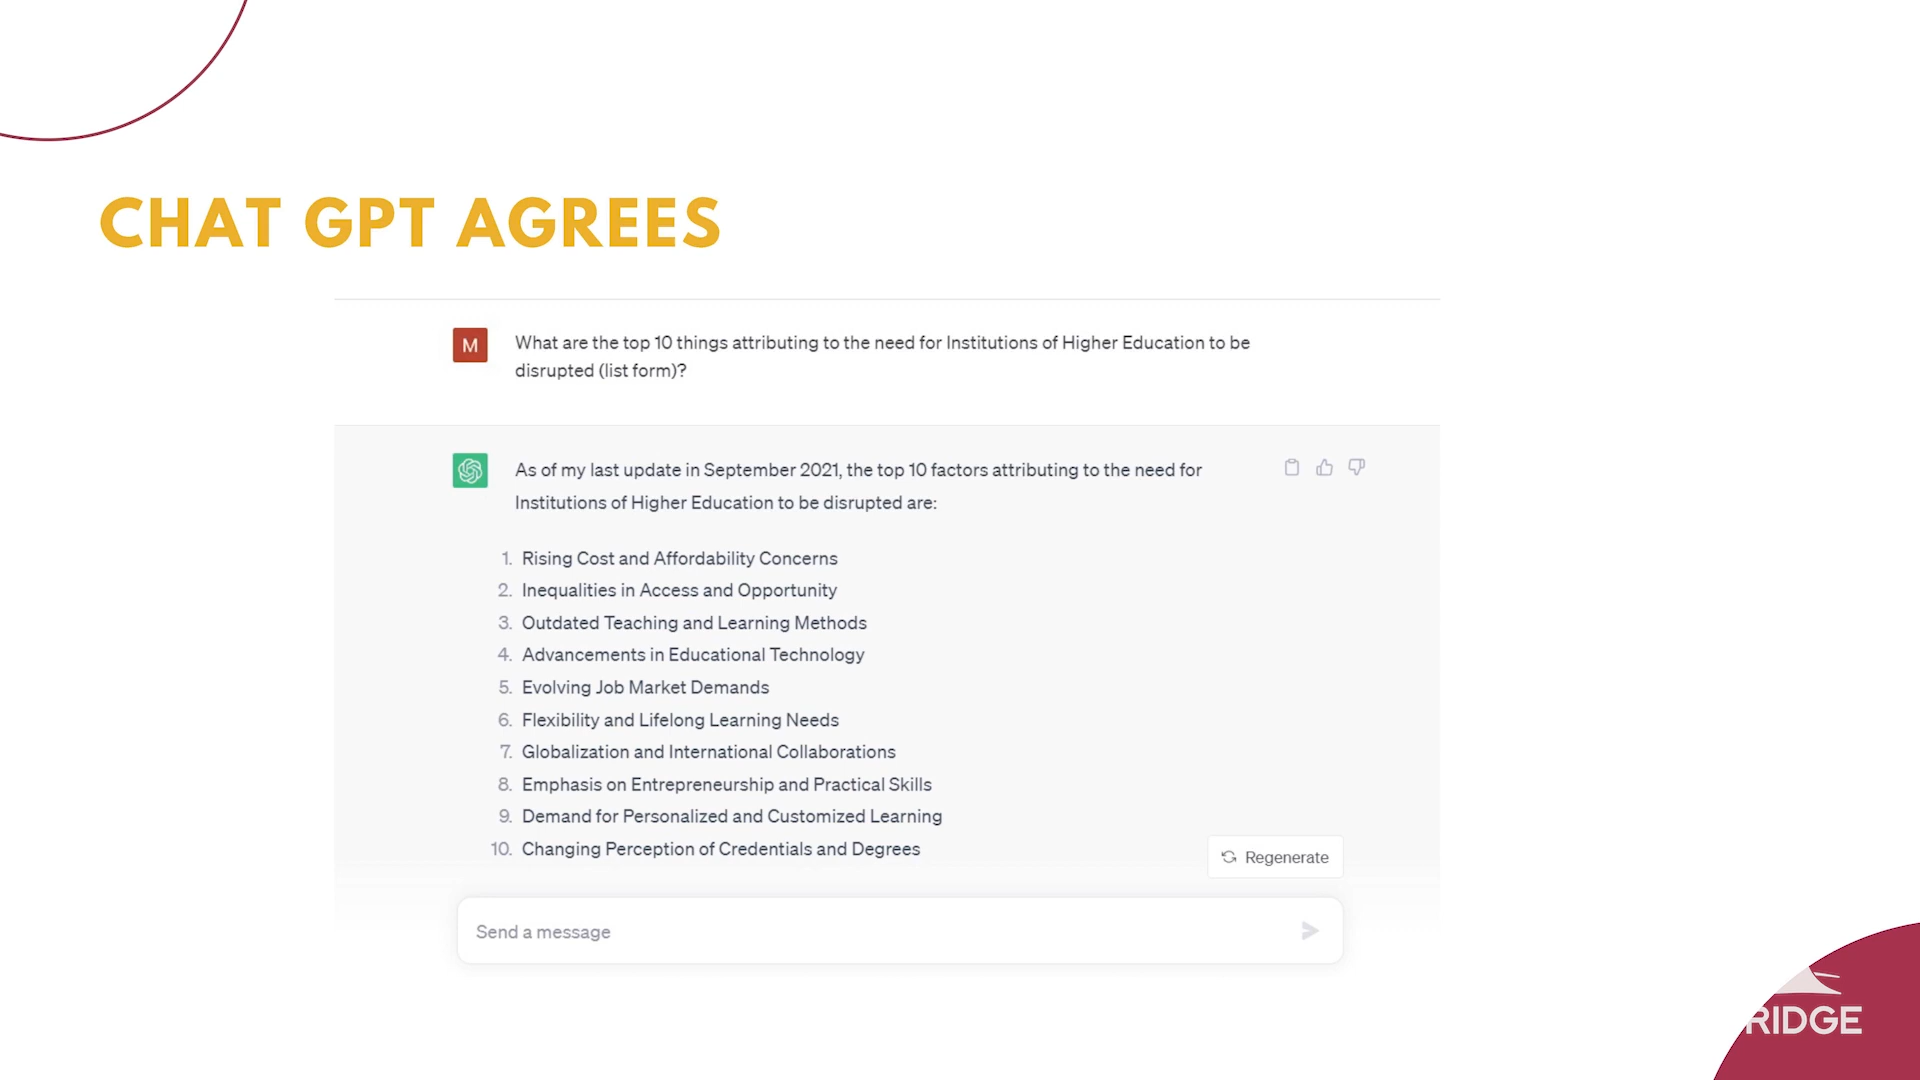 CHAT GPT AGREES
M
What are the top 10 things attributing to the need for Institutions of Higher Education to be
disrupted (list form)?
As of my last update in September 2021, the top 10 factors attributing to the need for
Institutions of Higher Education to be disrupted are:
1. Rising Cost and Affordability Concerns
2. Inequalities in Access and Opportunity
3. Outdated Teaching and Learning Methods
4. Advancements in Educational Technology
5. Evolving Job Market Demands
6. Flexibility and Lifelong Learning Needs
7. Globalization and International Collaborations
8. Emphasis on Entrepreneurship and Practical Skills
9. Demand for Personalized and Customized Learning
10. Changing Perception of Credentials and Degrees
Regenerate
Send a message
RIDGE